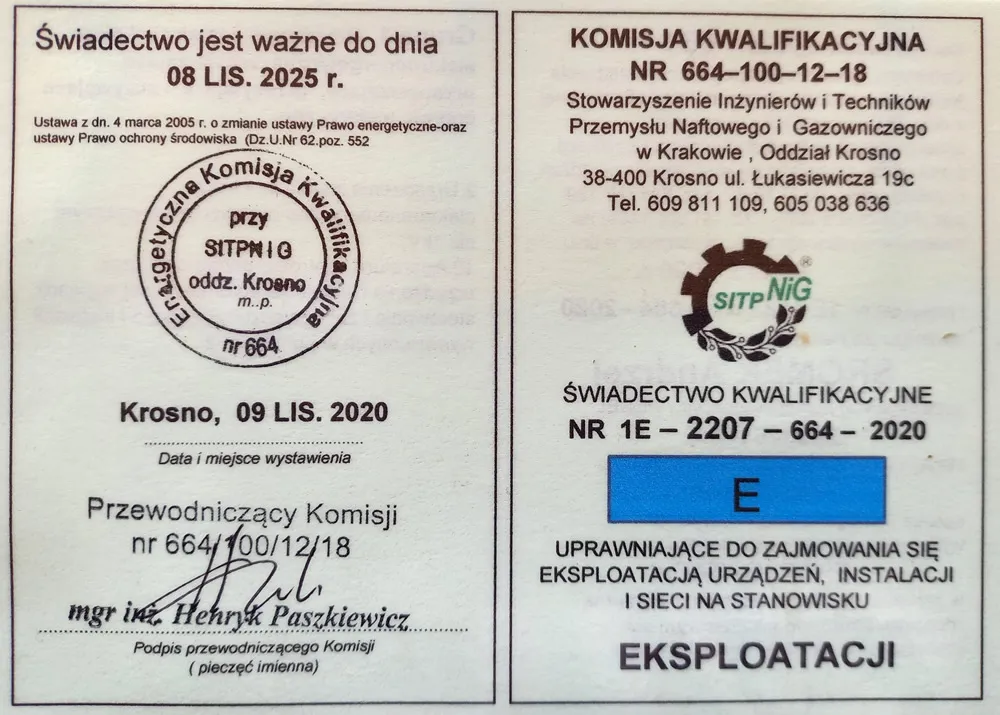 Świadectwo jest ważne do dnia
08 LIS. 2025 r.
Ustawa z dn. 4 marca 2005 r. o zmianie ustawy Prawo energetyczne-oraz
ustawy Prawo ochrony środowiska (Dz.U.Nr 62.poz. 552
Energetyczna Komisja Kwalifikacyjna
przy
SITPNiG
oddz. Krosno
m..p.
nr 664
Krosno, 09 LIS. 2020
Data i miejsce wystawienia
Przewodniczący Komisji
nr 664/100/12/18
mgr inż. Henryk Paszkiewicz
Podpis przewodniczącego Komisji
( pieczęć imienna)
KOMISJA KWALIFIKACYJNA
NR 664–100–12–18
Stowarzyszenie Inżynierów i Techników
Przemysłu Naftowego i Gazowniczego
w Krakowie , Oddział Krosno
38-400 Krosno ul. Łukasiewicza 19c
Tel. 609 811 109, 605 038 636
SITP NiG ®
ŚWIADECTWO KWALIFIKACYJNE
NR 1E – 2207 – 664 – 2020
E
UPRAWNIAJĄCE DO ZAJMOWANIA SIĘ
EKSPLOATACJĄ URZĄDZEŃ, INSTALACJI
I SIECI NA STANOWISKU
EKSPLOATACJI